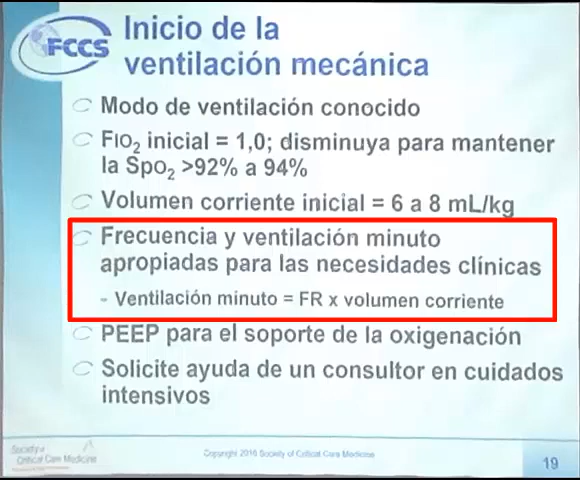 FCCS
Inicio de la
ventilación mecánica
Modo de ventilación conocido
FIO2 inicial = 1,0; disminuya para mantener
la SpO2 >92% a 94%
Volumen corriente inicial = 6 a 8 mL/kg
Frecuencia y ventilación minuto
apropiadas para las necesidades clínicas
- Ventilación minuto = FR x volumen corriente
PEEP para el soporte de la oxigenación
Solicite ayuda de un consultor en cuidados
intensivos
Society of
Critical Care Medicine
Copyright 2016 Society of Critical Care Medicine
19